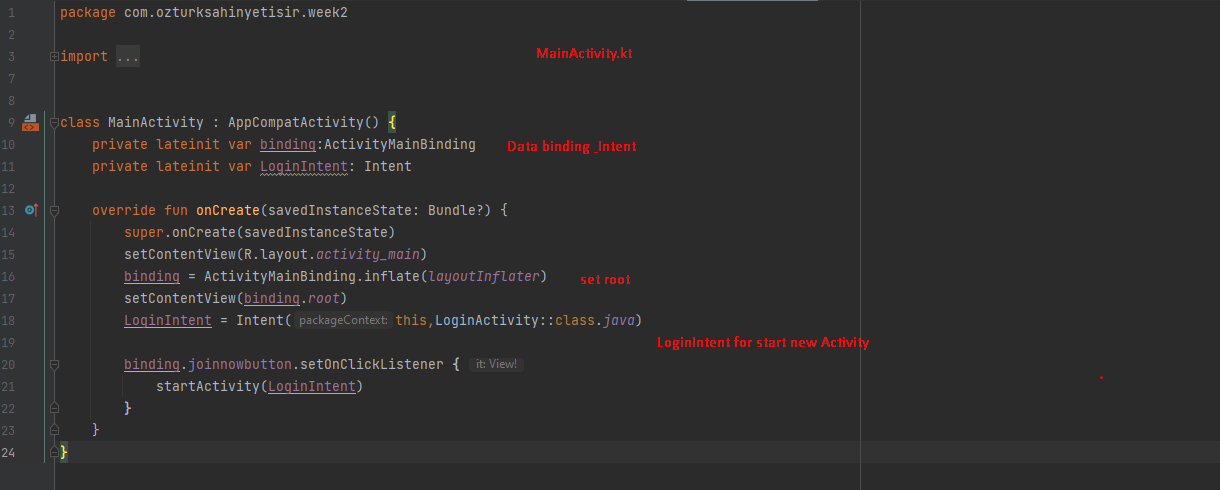 1 package com.ozturksahinyetisir.week2
2
3 import ...
MainActivity.kt
7
8
9 class MainActivity : AppCompatActivity() {
10 private lateinit var binding:ActivityMainBinding Data binding _Intent
11 private lateinit var LoginIntent: Intent
12
13 override fun onCreate(savedInstanceState: Bundle?) {
14 super.onCreate(savedInstanceState)
15 setContentView(R.layout.activity_main)
16 binding = ActivityMainBinding.inflate(layoutInflater) set root
17 setContentView(binding.root)
18 LoginIntent = Intent( packageContext: this,LoginActivity::class.java)
19 LoginIntent for start new Activity
20 binding.joinnowbutton.setOnClickListener { it: View!
21 startActivity(LoginIntent)
22 }
23 }
24 }